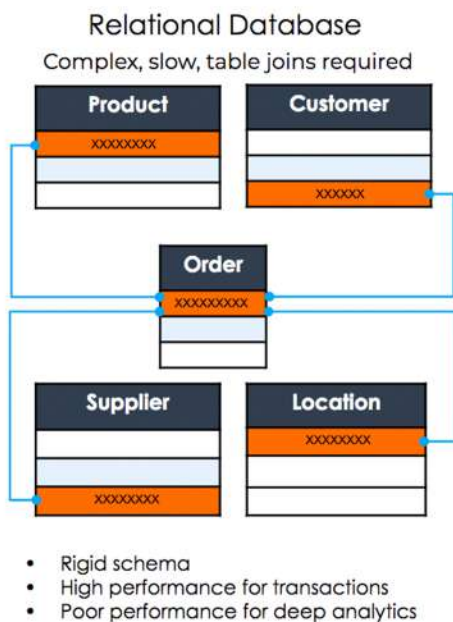 Relational Database
Complex, slow, table joins required
Product
Customer
XXXXXXXX
XXXXXX
Order
XXXXXXXXX
Supplier
Location
XXXXXXXX
XXXXXXXX
• Rigid schema
• High performance for transactions
• Poor performance for deep analytics